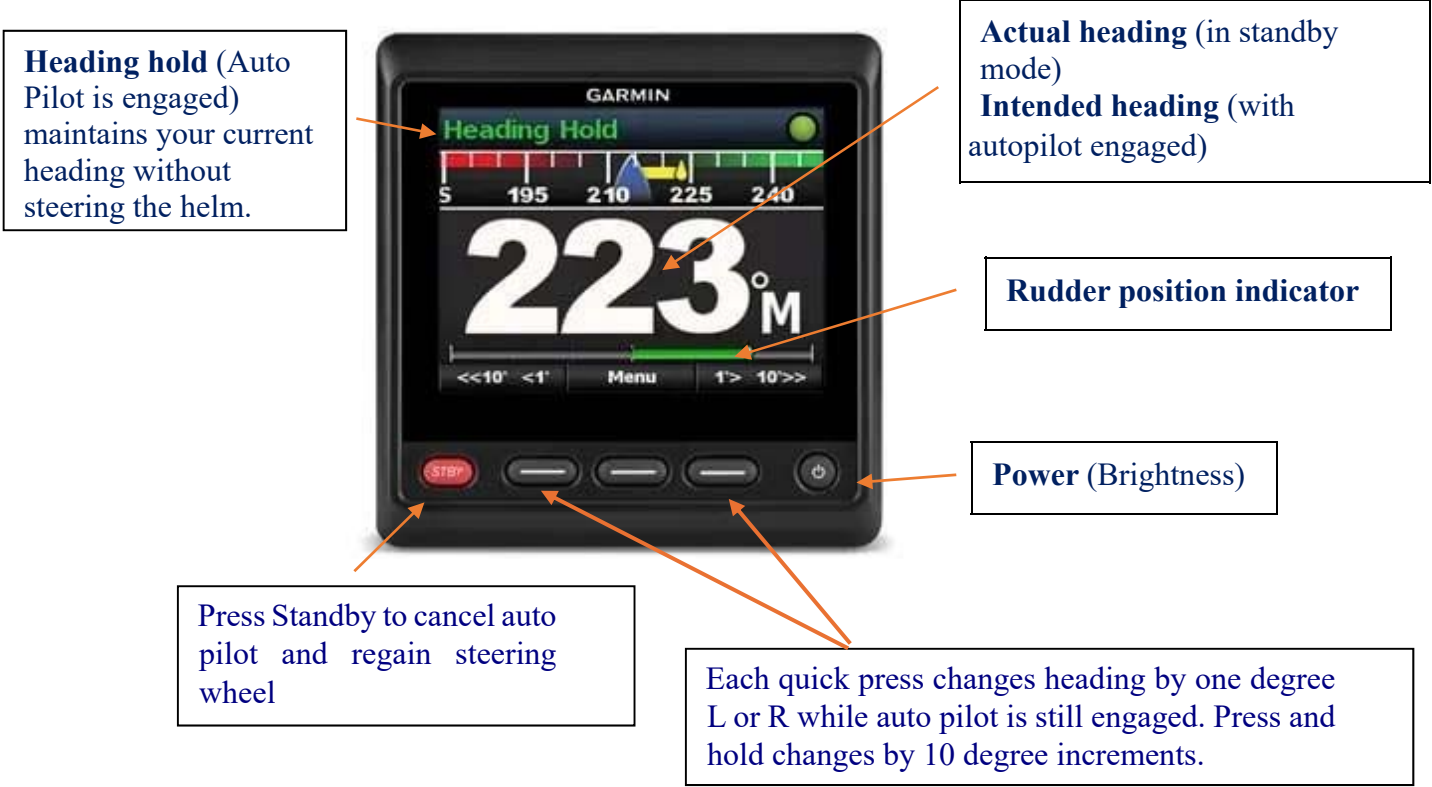 Heading hold (Auto
Pilot is engaged)
maintains your current
heading without
steering the helm.
Actual heading (in standby
mode)
Intended heading (with
autopilot engaged)
GARMIN
Heading Hold
S 195 210 225 240
223°M
<<10° <1° Menu 1°> 10°>>
Rudder position indicator
STBY
Power (Brightness)
Press Standby to cancel auto
pilot and regain steering
wheel
Each quick press changes heading by one degree
L or R while auto pilot is still engaged. Press and
hold changes by 10 degree increments.